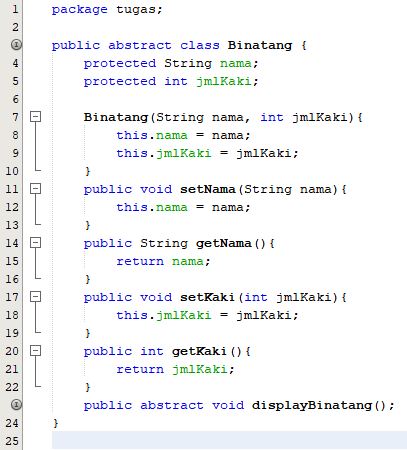 1 package tugas;
2
public abstract class Binatang {
4     protected String nama;
5     protected int jmlKaki;
6
7     Binatang(String nama, int jmlKaki){
8         this.nama = nama;
9         this.jmlKaki = jmlKaki;
10     }
11     public void setNama(String nama){
12         this.nama = nama;
13     }
14     public String getNama(){
15         return nama;
16     }
17     public void setKaki(int jmlKaki){
18         this.jmlKaki = jmlKaki;
19     }
20     public int getKaki(){
21         return jmlKaki;
22     }
    public abstract void displayBinatang();
24 }
25